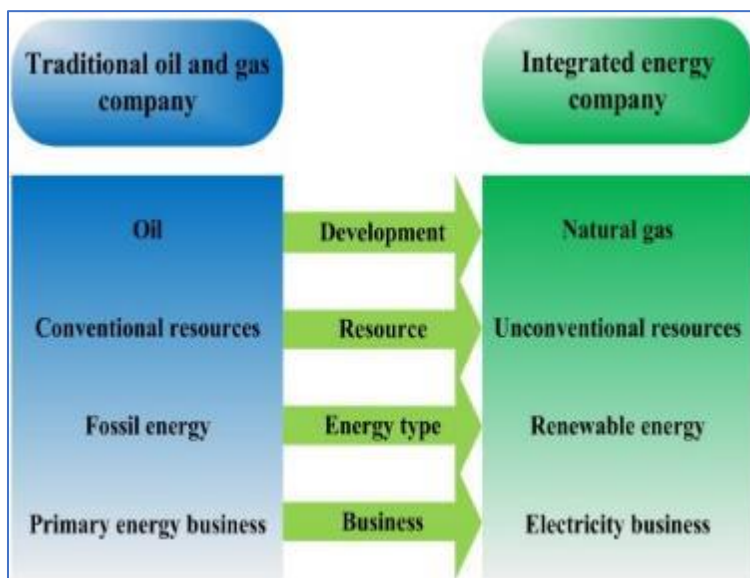 Traditional oil and gas
company
Integrated energy
company
Oil
Development
Natural gas
Conventional resources
Resource
Unconventional resources
Fossil energy
Energy type
Renewable energy
Primary energy business
Business
Electricity business